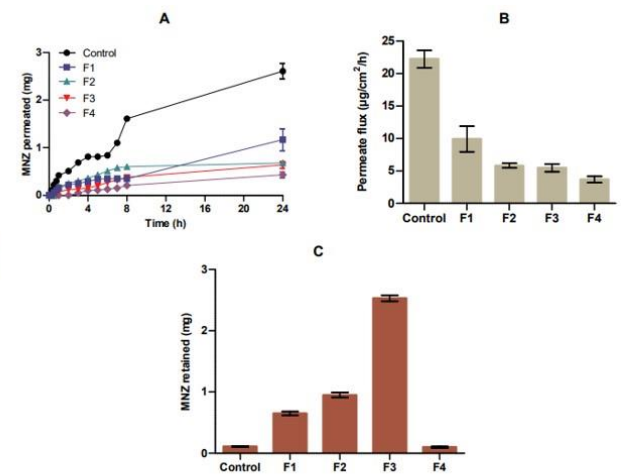 A
MNZ permeated (mg)
3
2
1
0
Control
F1
F2
F3
F4
0 4 8 12 16 20 24
Time (h)
B
Permeate flux (µg/cm²/h)
25
20
15
10
5
0
Control F1 F2 F3 F4
C
MNZ retained (mg)
3
2
1
0
Control F1 F2 F3 F4